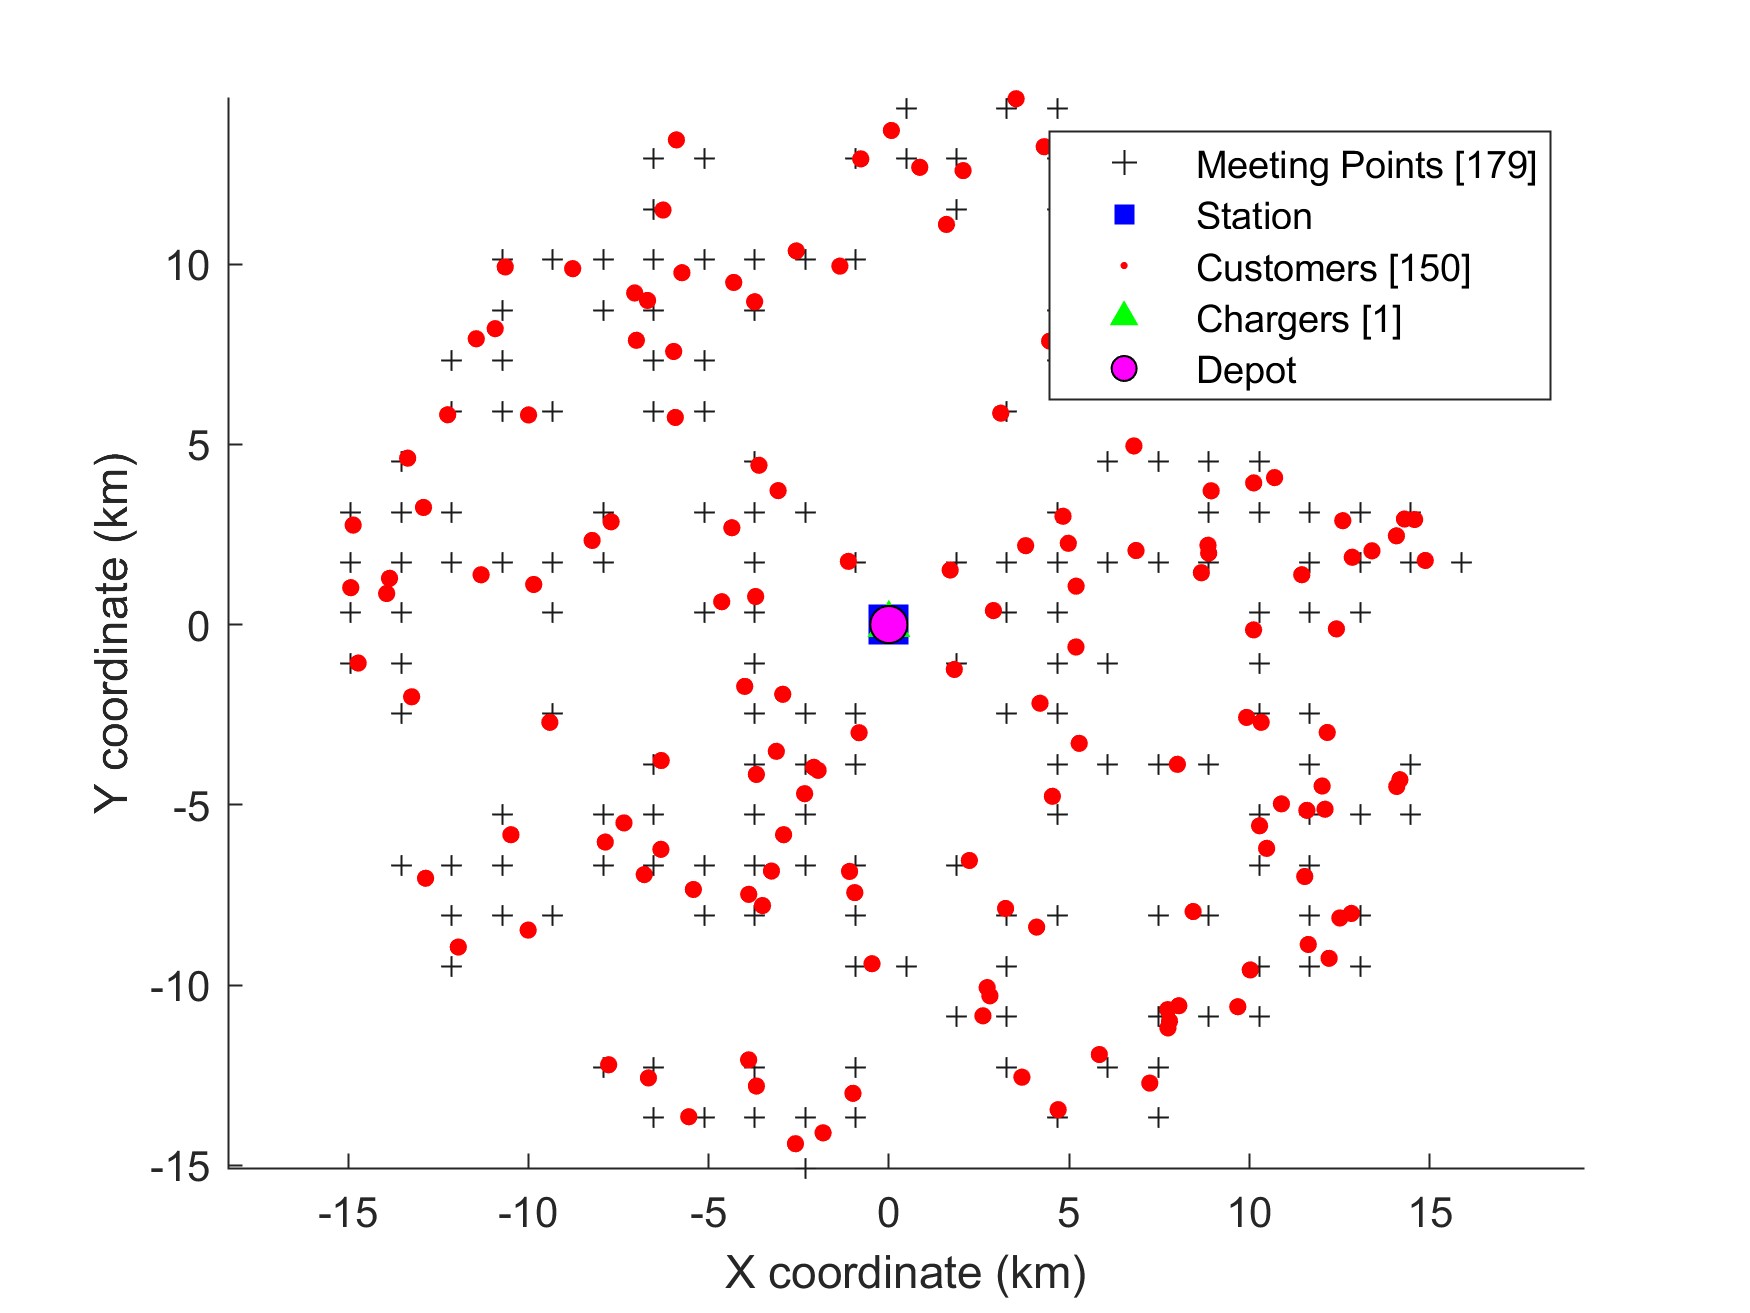 Meeting Points [179]
Station
Customers [150]
Chargers [1]
Depot
10
5
0
-5
-10
-15
Y coordinate (km)
-15 -10 -5 0 5 10 15
X coordinate (km)